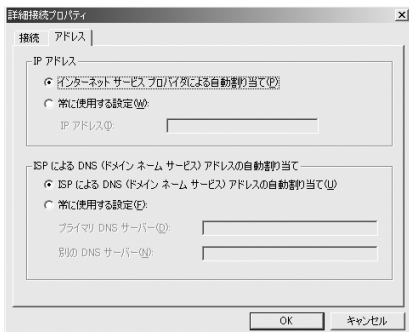 詳細接続プロパティ
接続 アドレス
IP アドレス
インターネット サービス プロバイダによる自動割り当て(P)
常に使用する設定(W):
IP アドレス(I):
ISP による DNS (ドメイン ネーム サービス) アドレスの自動割り当て
ISP による DNS (ドメイン ネーム サービス) アドレスの自動割り当て(U)
常に使用する設定(F):
プライマリ DNS サーバー(D):
別の DNS サーバー(N):
OK キャンセル